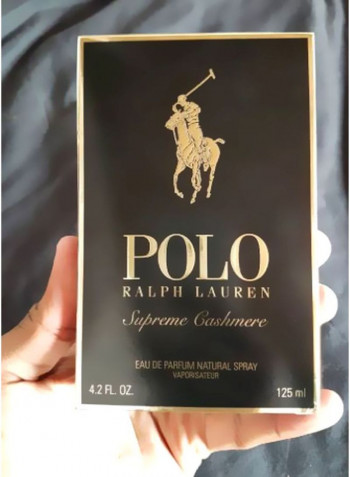 POLO
RALPH LAUREN
Supreme Cashmere
EAU DE PARFUM NATURAL SPRAY
VAPORISATEUR
4.2 FL. OZ. 125 ml